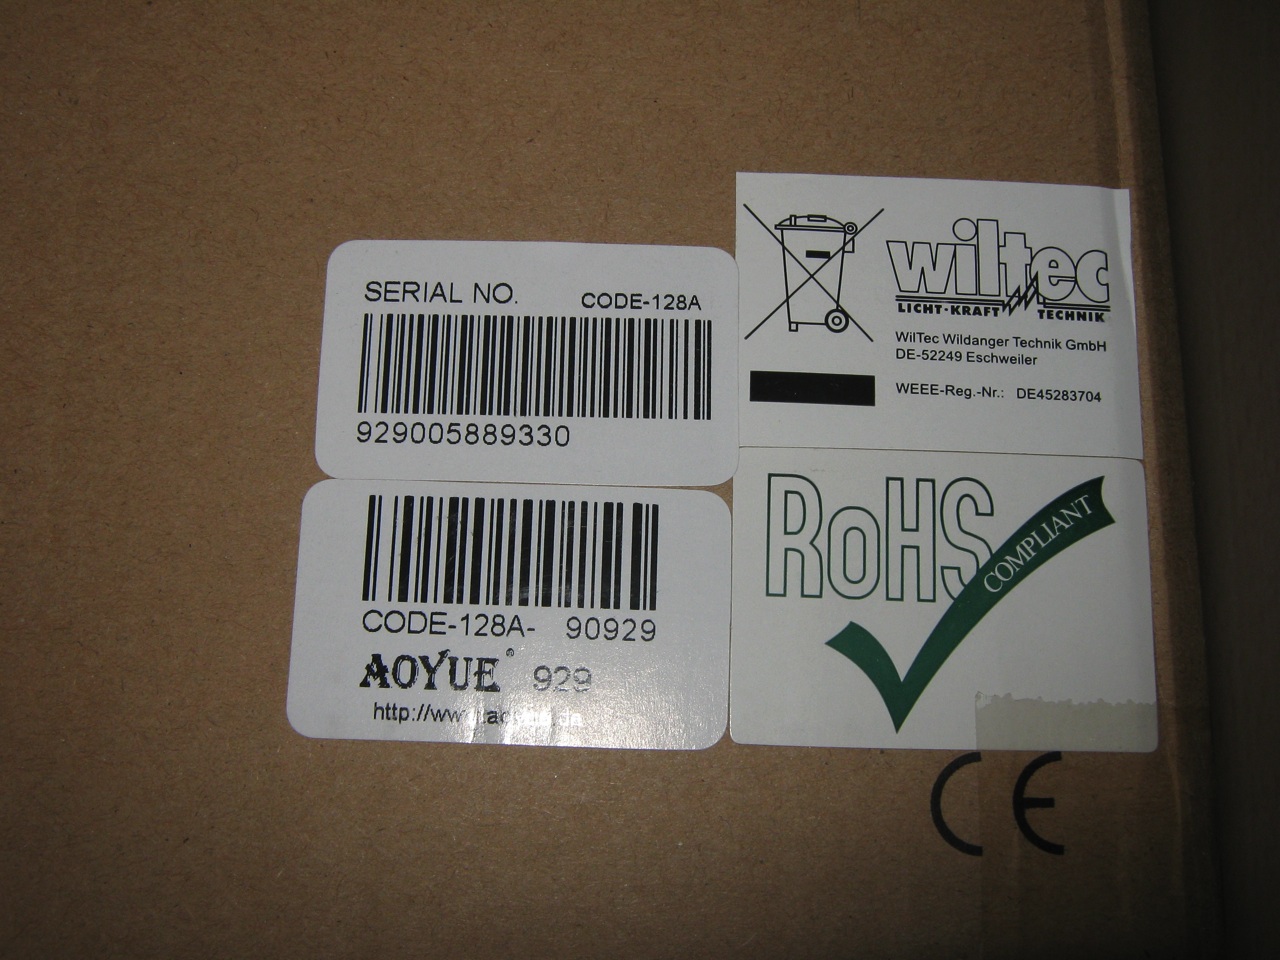 SERIAL NO. CODE-128A
929005889330
CODE-128A- 90929
AOYUE® 929
wiltec
LICHT-KRAFT TECHNIK
WilTec Wildanger Technik GmbH
DE-52249 Eschweiler
WEEE-Reg.-Nr.: DE45283704
RoHS
COMPLIANT
CE